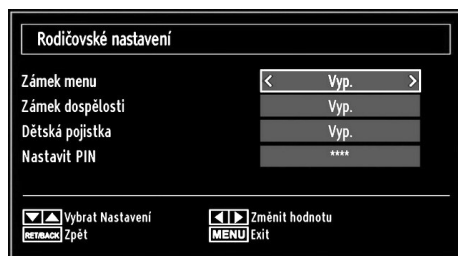 Rodičovské nastavení
Zámek menu < Vyp. >
Zámek dospělosti Vyp.
Dětská pojistka Vyp.
Nastavit PIN ****
Vybrat Nastavení Změnit hodnotu
RET/BACK Zpět MENU Exit